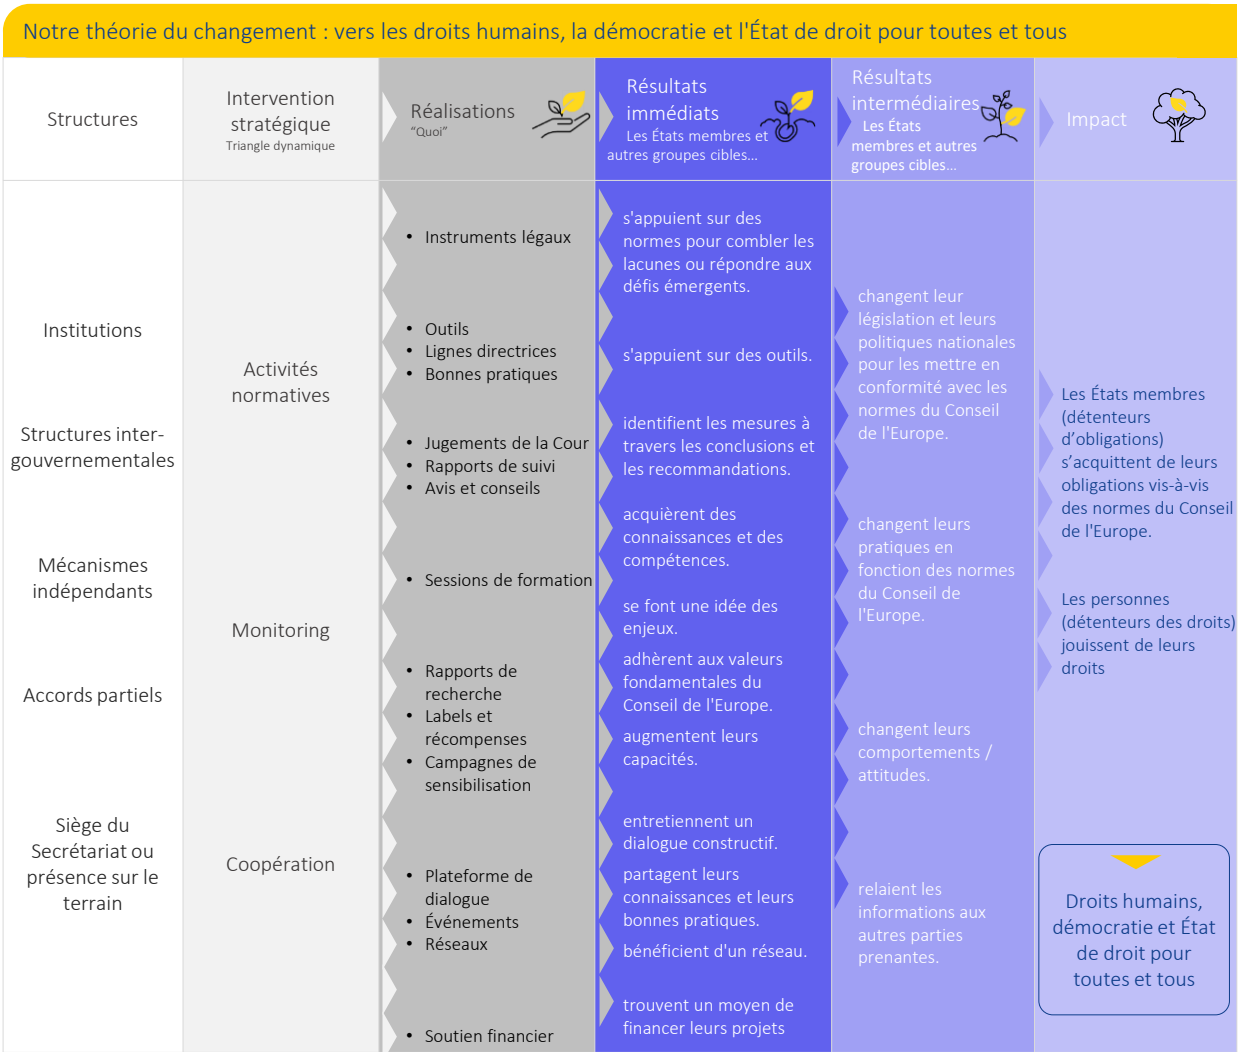 Notre théorie du changement : vers les droits humains, la démocratie et l'État de droit pour toutes et tous
Structures
Intervention
stratégique
Triangle dynamique
Réalisations
"Quoi"
Résultats
immédiats
Les États membres et
autres groupes cibles…
Résultats
intermédiaires
Les États
membres et autres
groupes cibles…
Impact
Institutions
Structures inter-
gouvernementales
Mécanismes
indépendants
Accords partiels
Siège du
Secrétariat ou
présence sur le
terrain
Activités
normatives
Monitoring
Coopération
• Instruments légaux
• Outils
• Lignes directrices
• Bonnes pratiques
• Jugements de la Cour
• Rapports de suivi
• Avis et conseils
• Sessions de formation
• Rapports de
recherche
• Labels et
récompenses
• Campagnes de
sensibilisation
• Plateforme de
dialogue
• Événements
• Réseaux
• Soutien financier
s'appuient sur des
normes pour combler les
lacunes ou répondre aux
défis émergents.
s'appuient sur des outils.
identifient les mesures à
travers les conclusions et
les recommandations.
acquièrent des
connaissances et des
compétences.
se font une idée des
enjeux.
adhèrent aux valeurs
fondamentales du
Conseil de l'Europe.
augmentent leurs
capacités.
entretiennent un
dialogue constructif.
partagent leurs
connaissances et leurs
bonnes pratiques.
bénéficient d'un réseau.
trouvent un moyen de
financer leurs projets
changent leur
législation et leurs
politiques nationales
pour les mettre en
conformité avec les
normes du Conseil
de l'Europe.
changent leurs
pratiques en
fonction des normes
du Conseil de
l'Europe.
changent leurs
comportements /
attitudes.
relaient les
informations aux
autres parties
prenantes.
Les États membres
(détenteurs
d'obligations)
s'acquittent de leurs
obligations vis-à-vis
des normes du Conseil
de l'Europe.
Les personnes
(détenteurs des droits)
jouissent de leurs
droits
Droits humains,
démocratie et État
de droit pour
toutes et tous